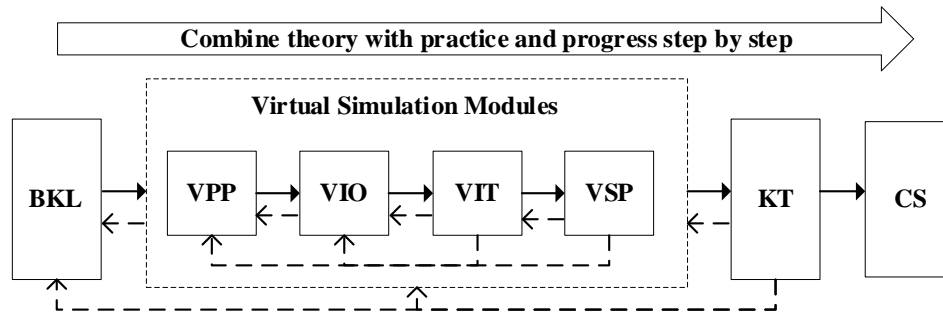 Combine theory with practice and progress step by step
Virtual Simulation Modules
BKL
VPP
VIO
VIT
VSP
KT
CS